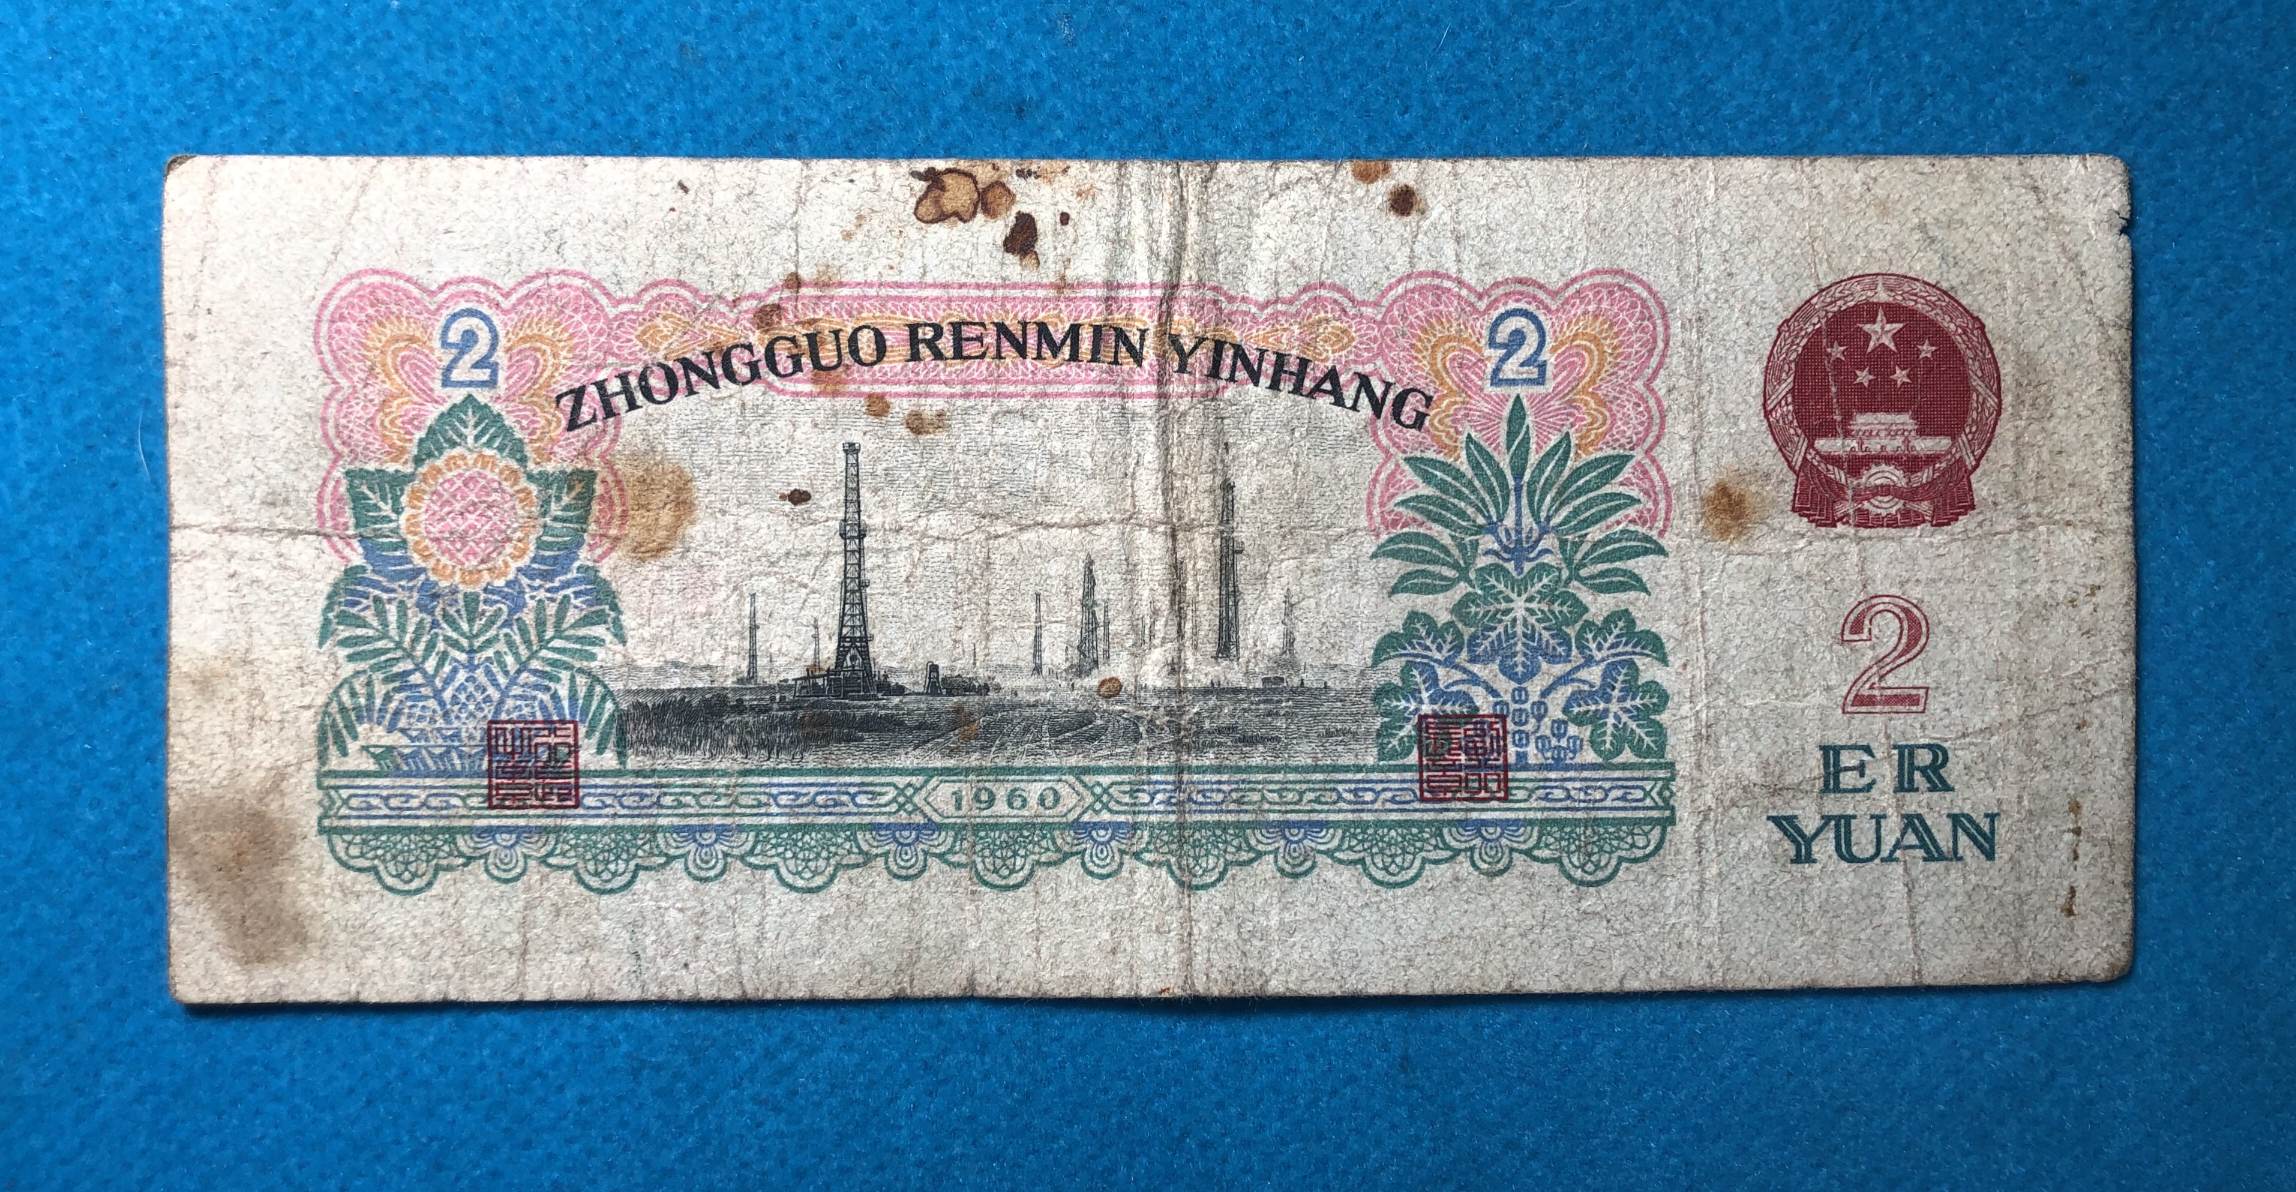 2
ZHONGGUO RENMIN YINHANG
2
1960
2
ER
YUAN